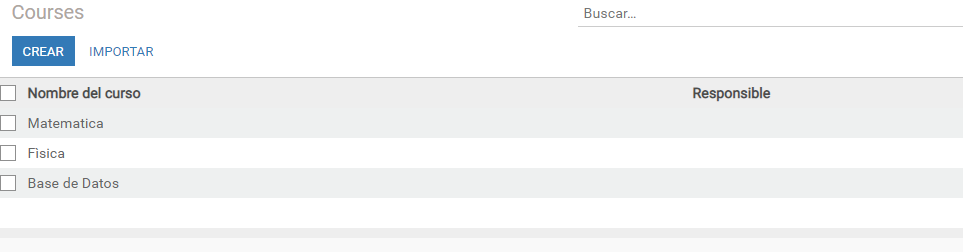 Courses
Buscar...
CREAR IMPORTAR
Nombre del curso Responsible
Matematica
Fisica
Base de Datos